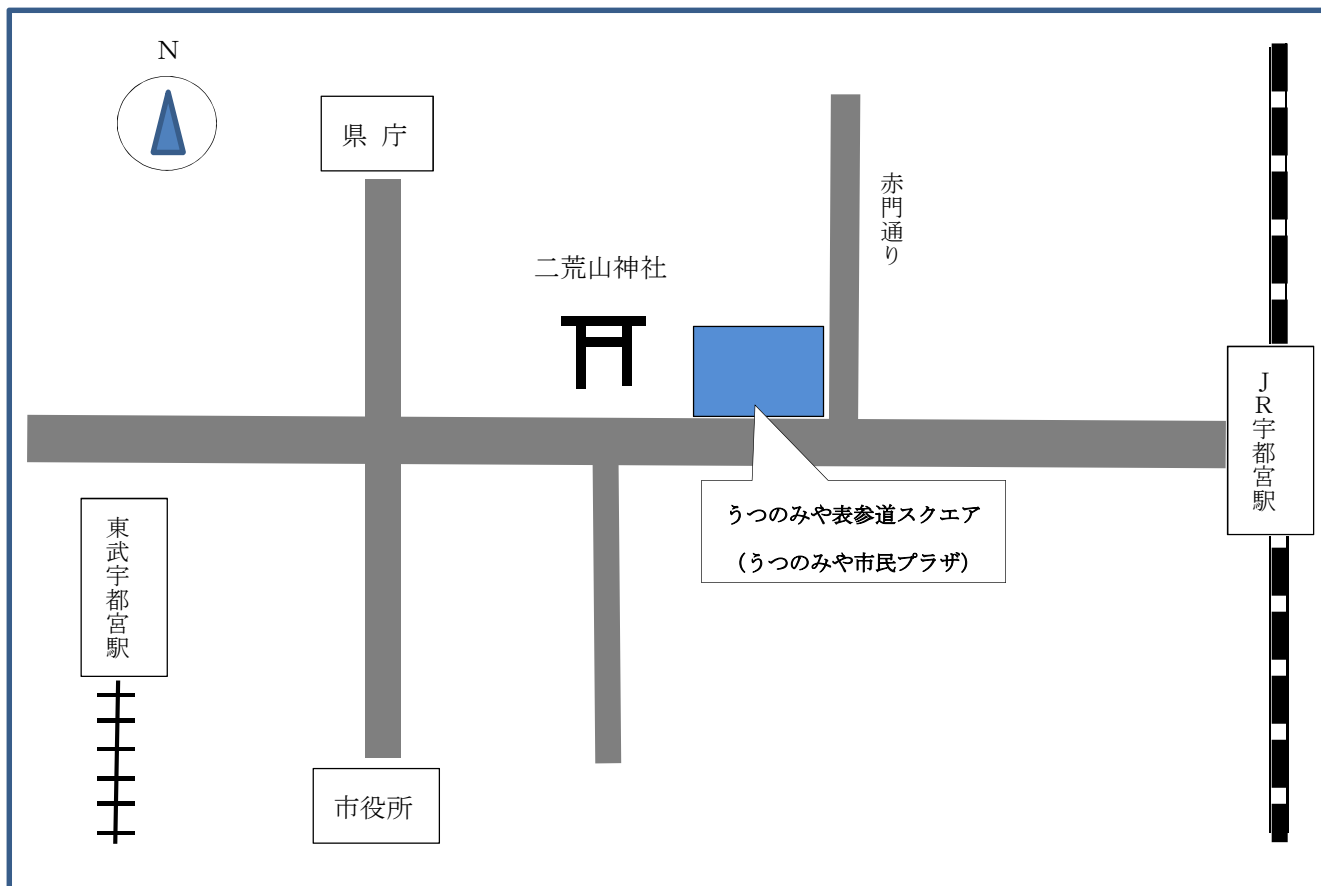 N
県 庁
赤門通り
二荒山神社
JR宇都宮駅
うつのみや表参道スクエア
（うつのみや市民プラザ）
東武宇都宮駅
市役所